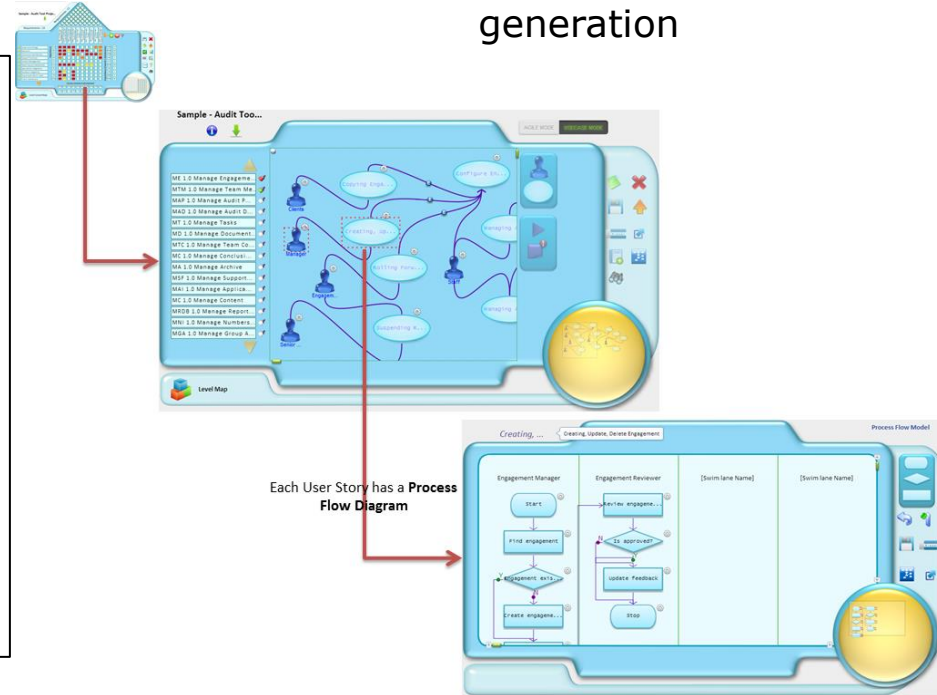 generation
Sample - Audit Too...
AGILE MODE
USECASE MODE
ME 1.0 Manage Engageme...
MTM 1.0 Manage Team Me...
MAP 1.0 Manage Audit P...
MAD 1.0 Manage Audit D...
MT 1.0 Manage Tasks
MD 1.0 Manage Document...
MTC 1.0 Manage Team Co...
MC 1.0 Manage Conclusi...
MA 1.0 Manage Archive
MSF 1.0 Manage Support...
MAI 1.0 Manage Applica...
MC 1.0 Manage Content
MRDB 1.0 Manage Report...
MNI 1.0 Manage Numbers...
MGA 1.0 Manage Group A...
Clients
Manager
Engagem...
Senior ...
Staff
Copying Enga...
Configure En...
Creating, Up...
Rolling Forw...
Suspending R...
Managing
Managing
Level Map
Each User Story has a Process
Flow Diagram
Creating, ...
Creating, Update, Delete Engagement
Process Flow Model
Engagement Manager
Engagement Reviewer
[Swim lane Name]
[Swim lane Name]
Start
Find engagement
Engagement exis...
Y
N
Create engageme...
Review engageme...
Is approved?
N
Y
Update feedback
Stop